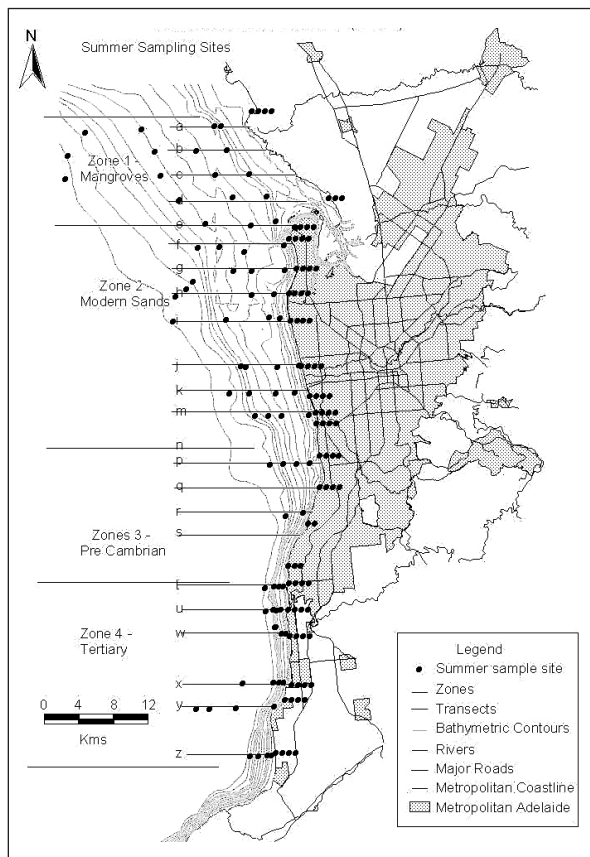 N
Summer Sampling Sites
a
b
Zone 1 -
Mangroves
c
e
f
g
Zone 2
Modern Sands
h
i
j
k
m
n
p
q
r
s
Zones 3 -
Pre Cambrian
t
u
w
Zone 4 -
Tertiary
x
y
z
0 4 8 12
Kms
Legend
Summer sample site
Zones
Transects
Bathymetric Contours
Rivers
Major Roads
Metropolitan Coastline
Metropolitan Adelaide